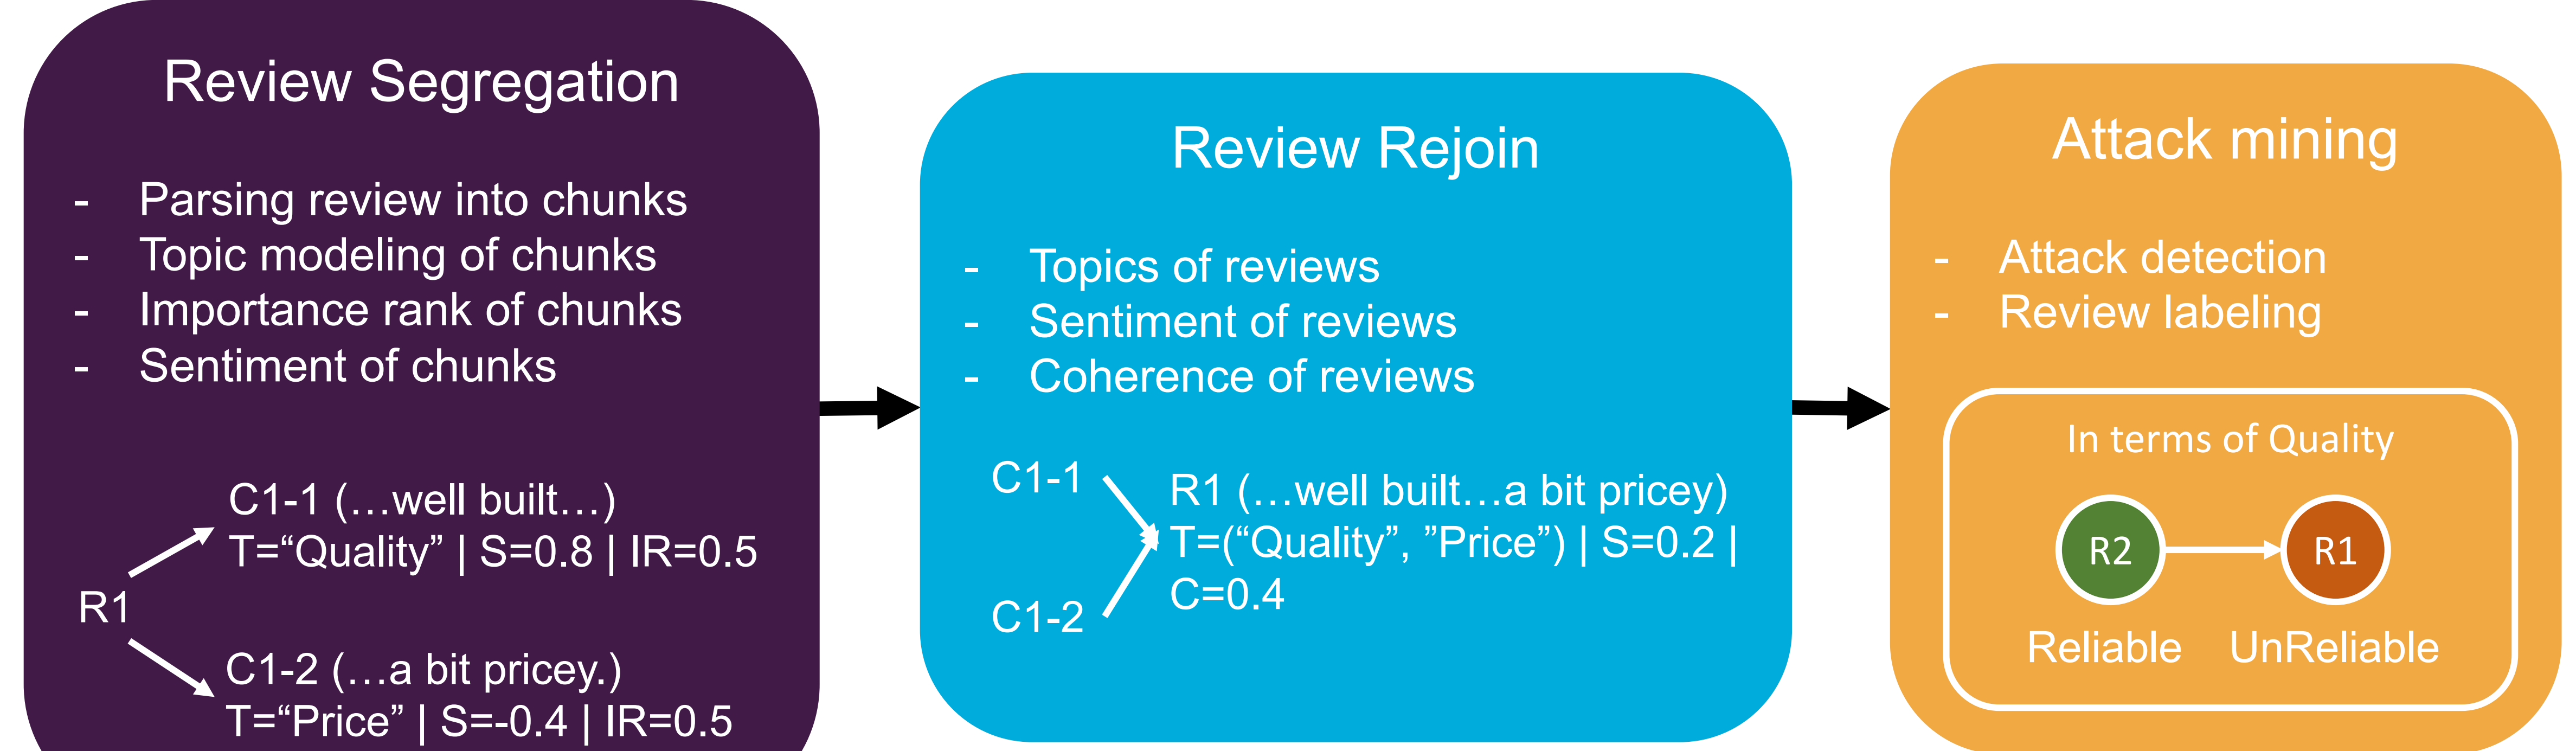 Review Segregation
- Parsing review into chunks
- Topic modeling of chunks
- Importance rank of chunks
- Sentiment of chunks
R1
C1-1 (…well built…)
T=“Quality” | S=0.8 | IR=0.5
C1-2 (…a bit pricey.)
T=“Price” | S=-0.4 | IR=0.5
Review Rejoin
- Topics of reviews
- Sentiment of reviews
- Coherence of reviews
C1-1
C1-2
R1 (…well built…a bit pricey)
T=(“Quality”, ”Price”) | S=0.2 |
C=0.4
Attack mining
- Attack detection
- Review labeling
In terms of Quality
R2
R1
Reliable
UnReliable